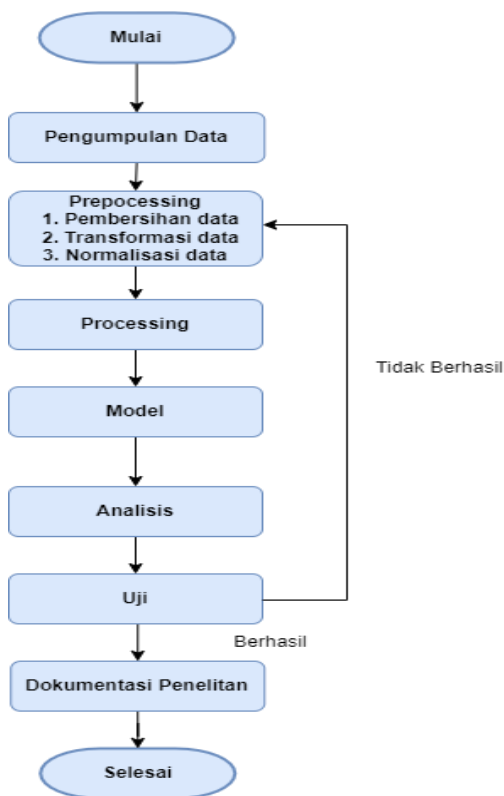 Mulai
Pengumpulan Data
Prepocessing
1. Pembersihan data
2. Transformasi data
3. Normalisasi data
Processing
Tidak Berhasil
Model
Analisis
Uji
Berhasil
Dokumentasi Penelitan
Selesai